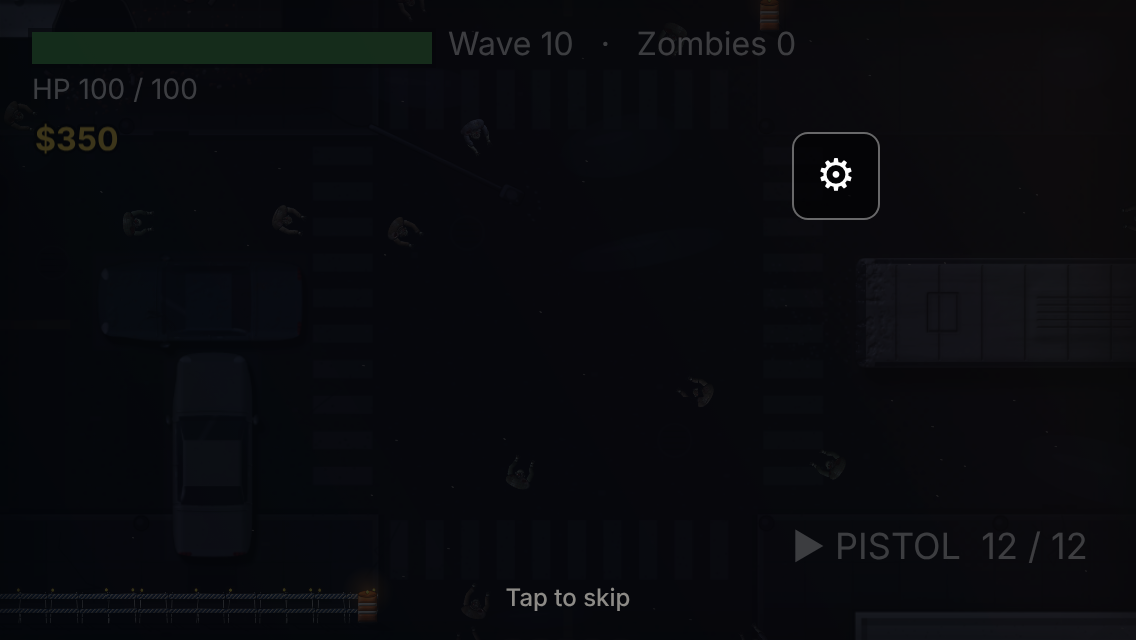 Wave 10 · Zombies 0
HP 100 / 100
$350
▶ PISTOL 12 / 12
Tap to skip